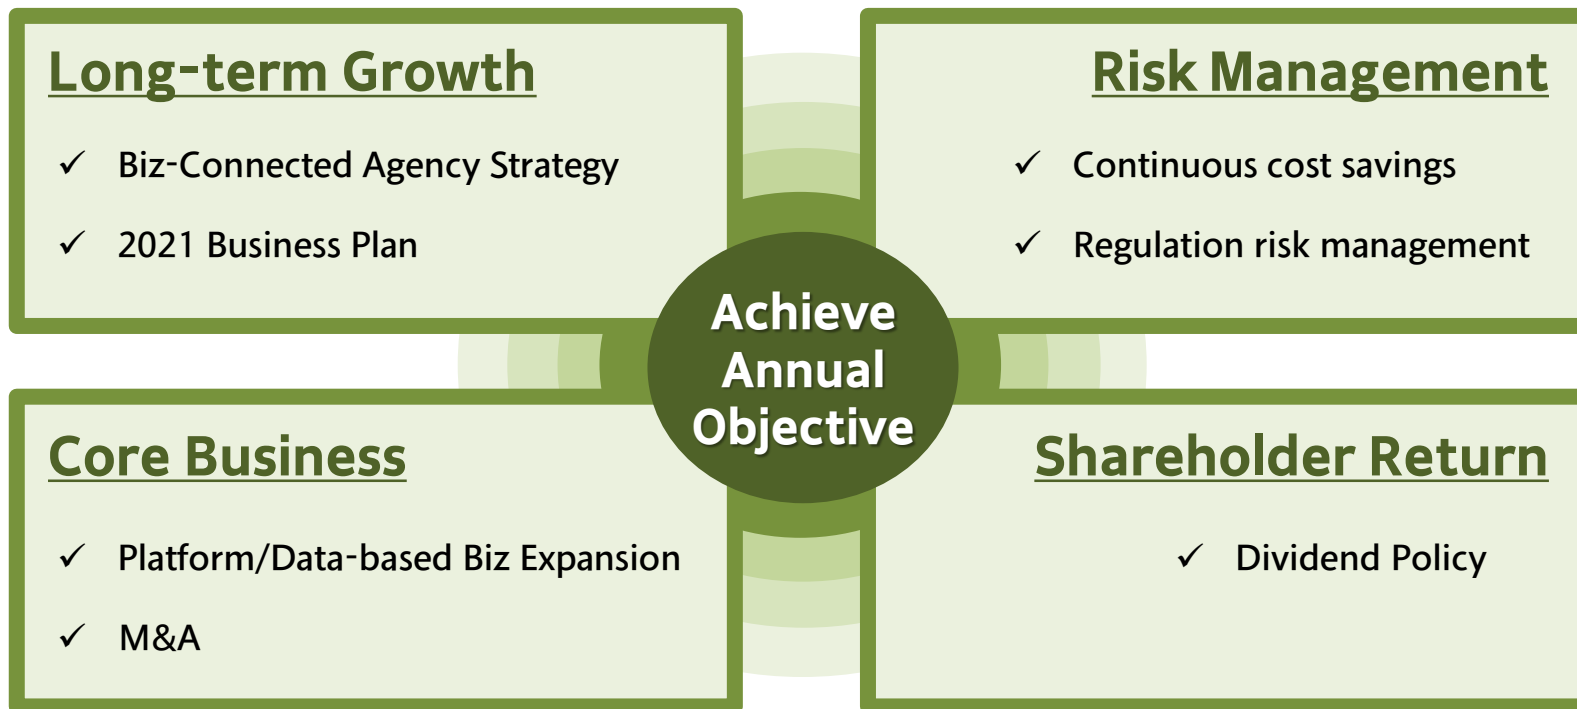 Long-term Growth
✓ Biz-Connected Agency Strategy
✓ 2021 Business Plan
Risk Management
✓ Continuous cost savings
✓ Regulation risk management
Achieve
Annual
Objective
Core Business
✓ Platform/Data-based Biz Expansion
✓ M&A
Shareholder Return
✓ Dividend Policy